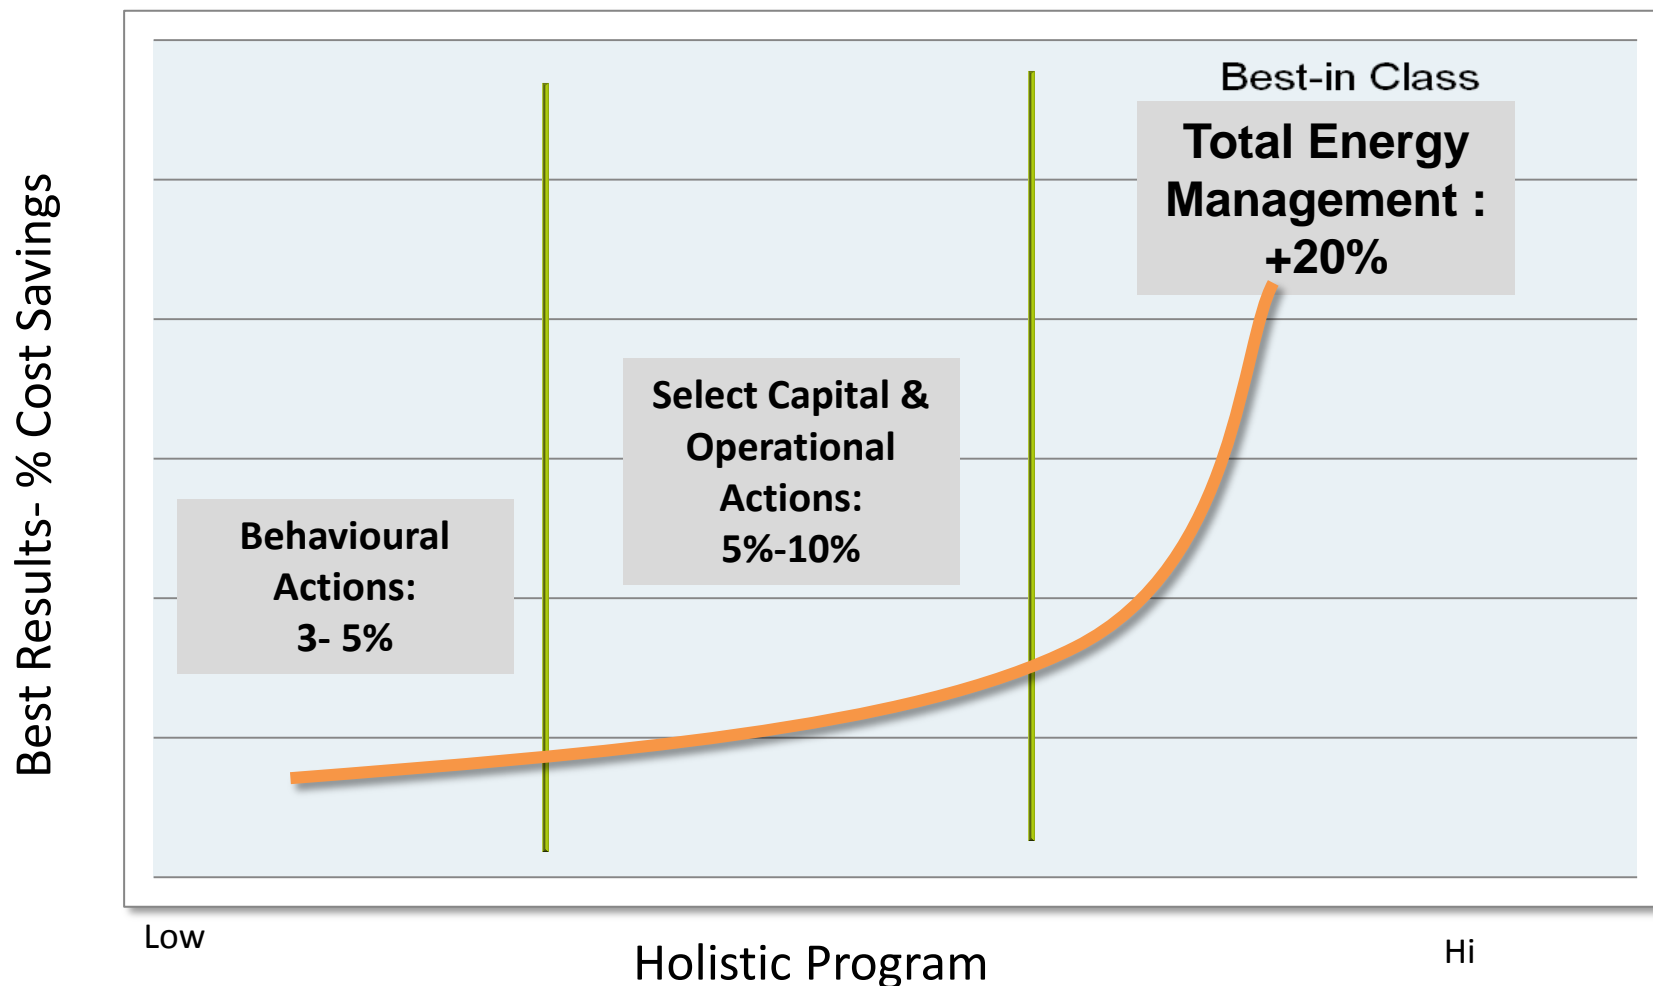 Best-in Class
Total Energy
Management :
+20%
Select Capital &
Operational
Actions:
5%-10%
Behavioural
Actions:
3- 5%
Best Results- % Cost Savings
Low
Holistic Program
Hi